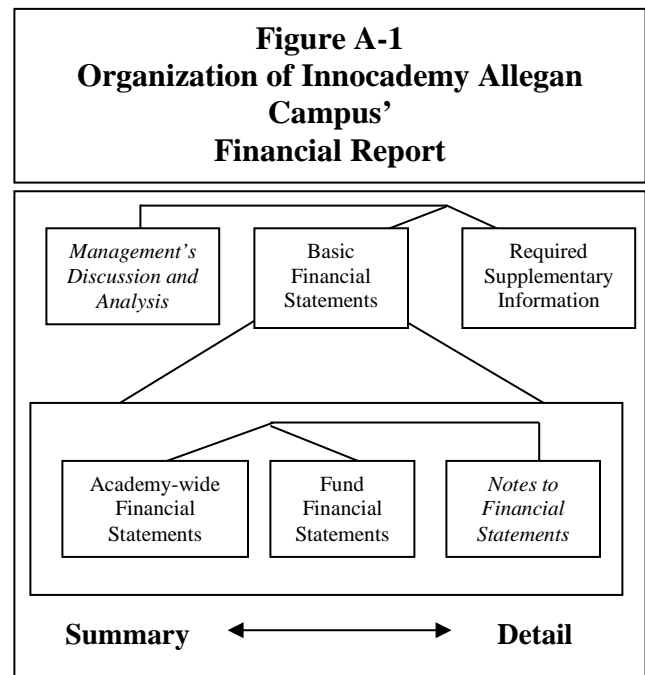 Figure A-1
Organization of Innocademy Allegan
Campus’
Financial Report
Management’s
Discussion and
Analysis
Basic
Financial
Statements
Required
Supplementary
Information
Academy-wide
Financial
Statements
Fund
Financial
Statements
Notes to
Financial
Statements
Summary
Detail